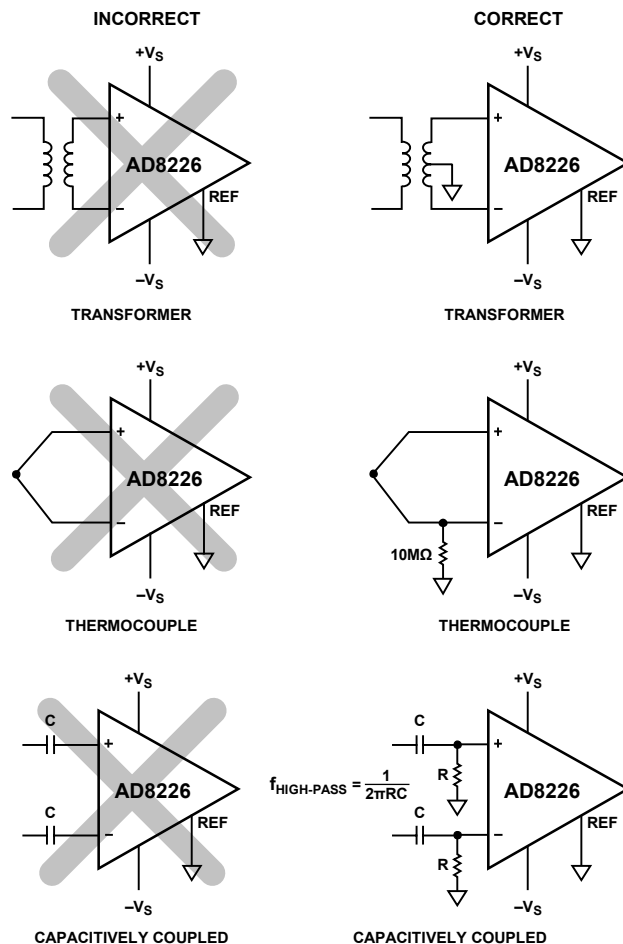 INCORRECT
CORRECT
+VS
+
AD8226
–
REF
–VS
TRANSFORMER
+VS
+
AD8226
–
REF
–VS
TRANSFORMER
+VS
+
AD8226
–
REF
–VS
THERMOCOUPLE
+VS
+
AD8226
–
REF
10MΩ
–VS
THERMOCOUPLE
+VS
C
+
AD8226
C
–
REF
–VS
CAPACITIVELY COUPLED
fHIGH-PASS = 1/2πRC
+VS
C
+
R
AD8226
C
–
REF
R
–VS
CAPACITIVELY COUPLED